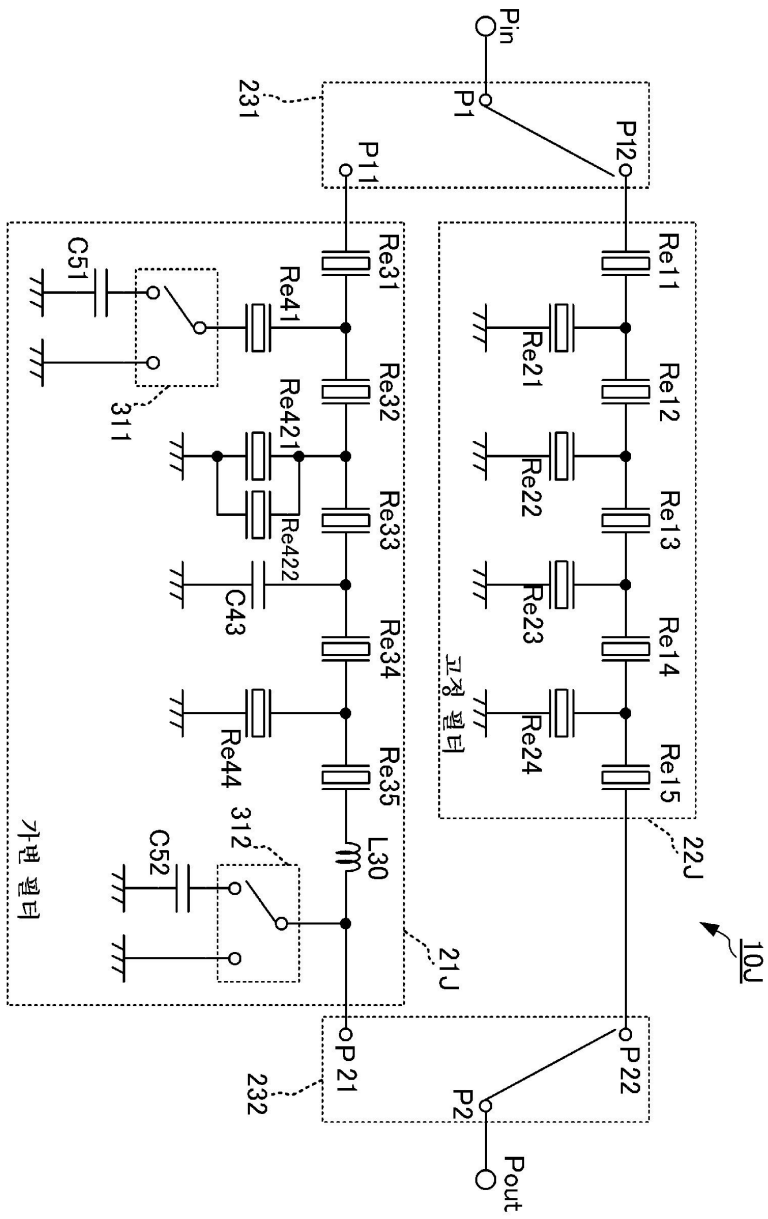 10J
Pin
231
P1
P12
P11
Re11
Re12
Re13
Re14
Re15
Re21
Re22
Re23
Re24
고정 필터
22J
Re31
Re32
Re33
Re34
Re35
L30
Re41
Re421
Re422
C43
Re44
C51
311
312
C52
가변 필터
21J
P22
P21
P2
232
Pout